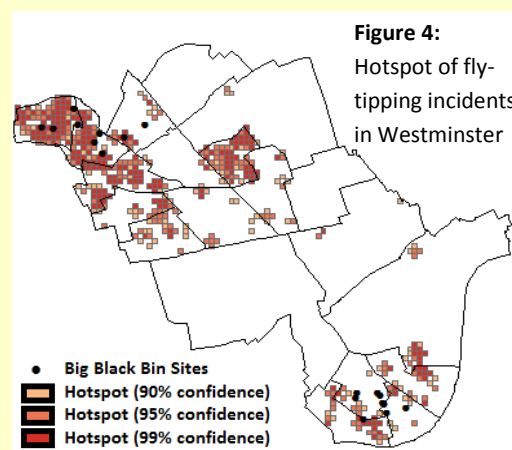 Figure 4:
Hotspot of fly-
tipping incidents
in Westminster
Big Black Bin Sites
Hotspot (90% confidence)
Hotspot (95% confidence)
Hotspot (99% confidence)